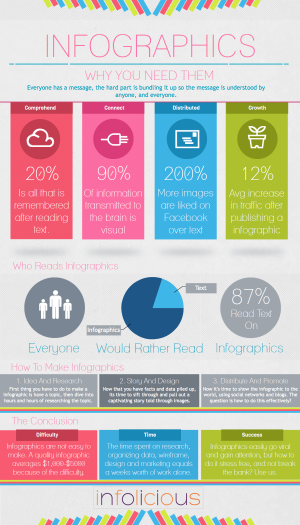 INFOGRAPHICS
WHY YOU NEED THEM
Everyone has a message, the hard part is bundling it up so the message is understood by
anyone, and everyone.
Comprehend
20%
Is all that is
remembered
after reading
text.
Connect
90%
Of information
transmitted to
the brain is
visual
Distributed
200%
More images
are liked on
Facebook
over text
Growth
12%
Avg increase
in traffic after
publishing a
infographic
Who Reads Infographics
Text
Infographics
87%
Read Text
On
Everyone
Would Rather Read
Infographics
How To Make Infographics
1. Idea And Research
First thing you have to do to make a
infographic is have a topic, then dive into
hours and hours of researching the topic.
2. Story And Design
Now that you have facts and data piled up,
its time to sift through and pull out a
captivating story told through images.
3. Distribute And Promote
Now it's time to show the infographic to the
world, using social networks and blogs. The
question is how to do this effectively?
The Conclusion
Difficulty
Infographics are not easy to
make. A quality infographic
averages
because of the difficulty.
Time
The time spent on research,
organizing data, wireframe,
design and marketing equals a
weeks worth of work alone
Success
Infographics easily go viral
and gain attention, but how to
do it stress free, and not break
the bank? Use us.
infolicious